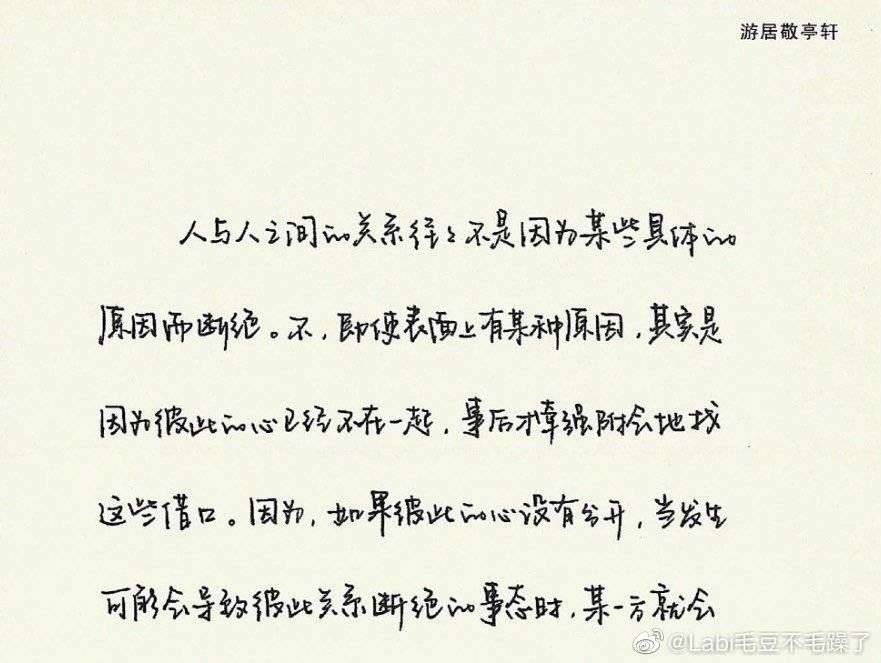 游居敬亭轩
人与人之间的关系往々不是因为某些具体的
原因而断绝。不，即使表面上有某种原因，其实是
因为彼此的心已经不在一起，事后才牵强附会地找
这些借口。因为，如果彼此的心没有分开，当发生
可能会导致彼此关系断绝的事态时，某一方就会
@Labi毛豆不毛躁了